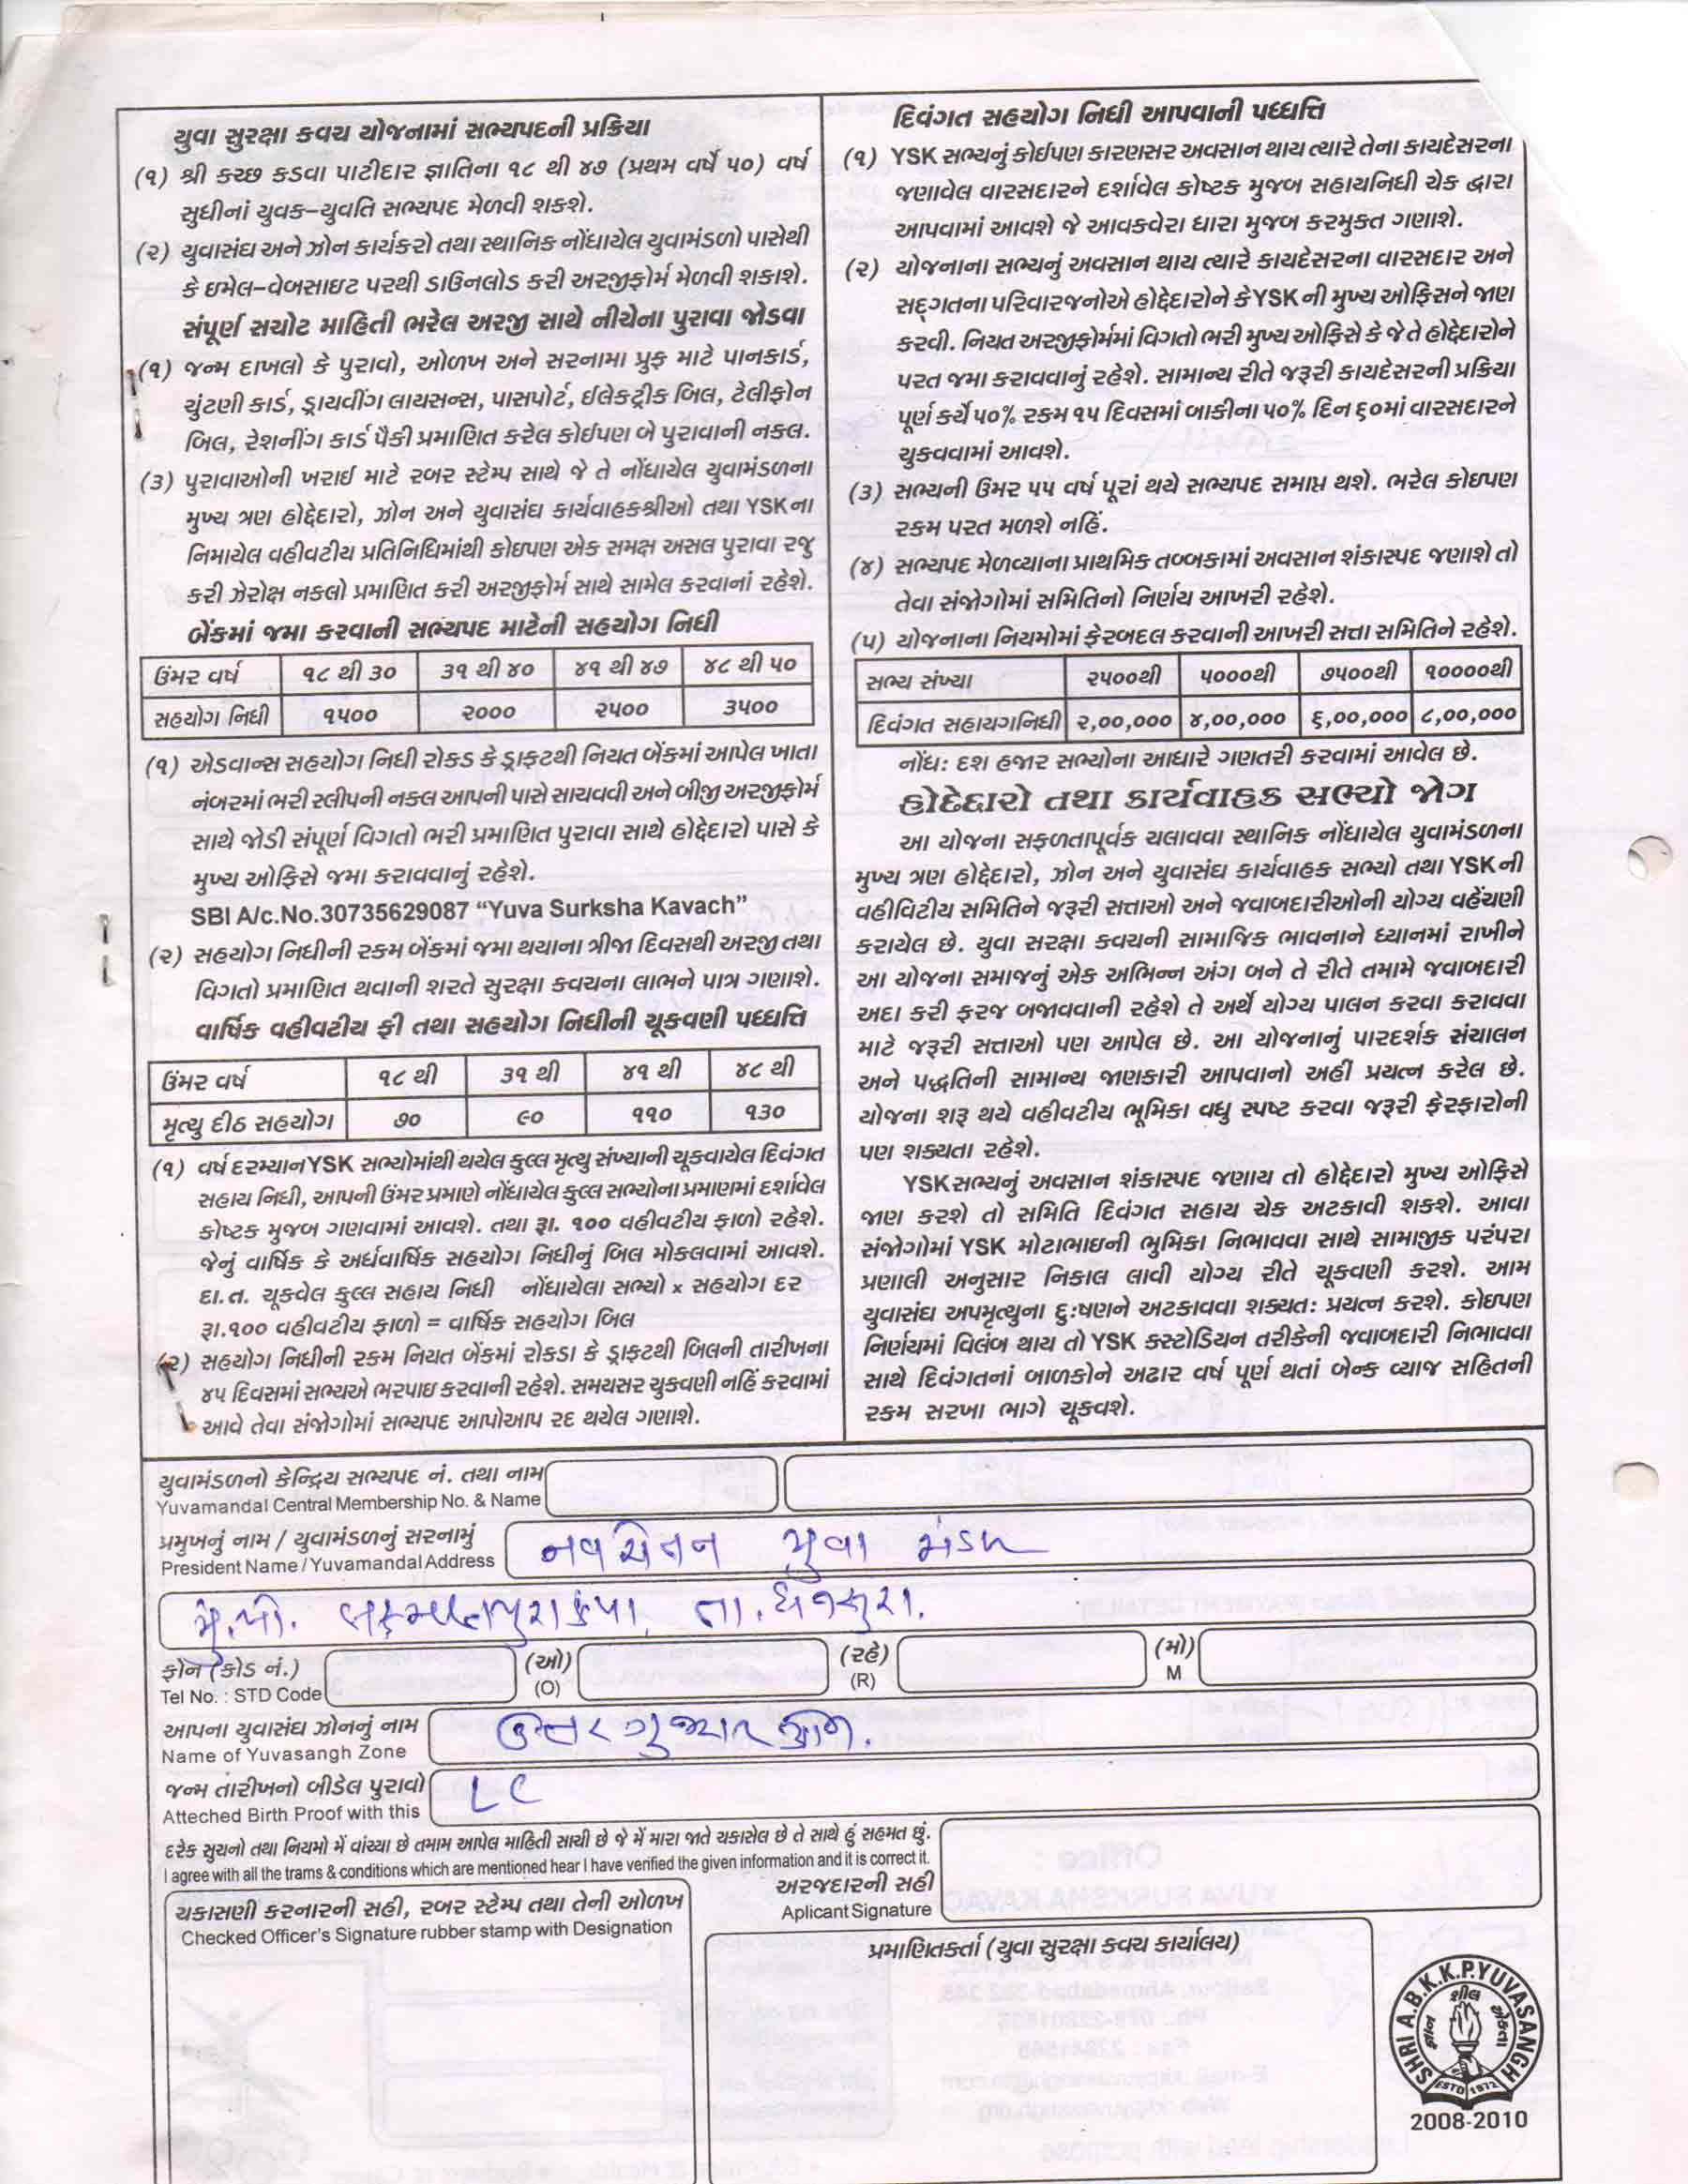 યુવા સુરક્ષા કવચ યોજનામાં સભ્યપદની પ્રક્રિયા
(૧) શ્રી કચ્છ કડવા પાટીદાર જ્ઞાતિના ૧૮ થી ૪૭ (પ્રથમ વર્ષે ૫૦) વર્ષ
સુધીનાં યુવક-યુવતિ સભ્યપદ મેળવી શકશે.
(૨) યુવાસંઘ અને ઝોન કાર્યકરો તથા સ્થાનિક નોંધાયેલ યુવામંડળો પાસેથી
કે ઇમેલ-વેબસાઇટ પરથી ડાઉનલોડ કરી અરજીફોર્મ મેળવી શકાશે.
સંપૂર્ણ સચોટ માહિતી ભરેલ અરજી સાથે નીચેના પુરાવા જોડવા
(૧) જન્મ દાખલો કે પુરાવો, ઓળખ અને સરનામા પ્રુફ માટે પાનકાર્ડ,
ચુંટણી કાર્ડ, ડ્રાયવીંગ લાયસન્સ, પાસપોર્ટ, ઈલેક્ટ્રીક બિલ, ટેલીફોન
બિલ, રેશનીંગ કાર્ડ પૈકી પ્રમાણિત કરેલ કોઈપણ બે પુરાવાની નકલ.
(૩) પુરાવાઓની ખરાઈ માટે રબર સ્ટેમ્પ સાથે જે તે નોંધાયેલ યુવામંડળના
મુખ્ય ત્રણ હોદ્દેદારો, ઝોન અને યુવાસંઘ કાર્યવાહકશ્રીઓ તથા YSK ના
નિમાયેલ વહીવટીય પ્રતિનિધિમાંથી કોઇપણ એક સમક્ષ અસલ પુરાવા રજુ
કરી ઝેરોક્ષ નકલો પ્રમાણિત કરી અરજીફોર્મ સાથે સામેલ કરવાનાં રહેશે.
બેંકમાં જમા કરવાની સભ્યપદ માટેની સહયોગ નિધી
ઉંમર વર્ષ ૧૮ થી ૩૦ ૩૧ થી ૪૦ ૪૧ થી ૪૭ ૪૮ થી ૫૦
સહયોગ નિધી ૧૫૦૦ ૨૦૦૦ ૨૫૦૦ ૩૫૦૦
(૧) એડવાન્સ સહયોગ નિધી રોકડ કે ડ્રાફ્ટથી નિયત બેંકમાં આપેલ ખાતા
નંબરમાં ભરી સ્લીપની નકલ આપની પાસે સાચવવી અને બીજી અરજીફોર્મ
સાથે જોડી સંપૂર્ણ વિગતો ભરી પ્રમાણિત પુરાવા સાથે હોદ્દેદારો પાસે કે
મુખ્ય ઓફિસે જમા કરાવવાનું રહેશે.
SBI A/c.No.30735629087 “Yuva Surksha Kavach”
(૨) સહયોગ નિધીની રકમ બેંકમાં જમા થયાના ત્રીજા દિવસથી અરજી તથા
વિગતો પ્રમાણિત થવાની શરતે સુરક્ષા કવચના લાભને પાત્ર ગણાશે.
વાર્ષિક વહીવટીય ફી તથા સહયોગ નિધીની ચૂકવણી પધ્ધત્તિ
ઉંમર વર્ષ ૧૮ થી ૩૧ થી ૪૧ થી ૪૮ થી
મૃત્યુ દીઠ સહયોગ ૭૦ ૯૦ ૧૧૦ ૧૩૦
(૧) વર્ષ દરમ્યાન YSK સભ્યોમાંથી થયેલ કુલ્લ મૃત્યુ સંખ્યાની ચૂકવાયેલ દિવંગત
સહાય નિધી, આપની ઉંમર પ્રમાણે નોંધાયેલ કુલ્લ સભ્યોના પ્રમાણમાં દર્શાવેલ
કોષ્ટક મુજબ ગણવામાં આવશે. તથા રૂા. ૧૦૦ વહીવટીય ફાળો રહેશે.
જેનું વાર્ષિક કે અર્ધવાર્ષિક સહયોગ નિધીનું બિલ મોકલવામાં આવશે.
દા.ત. ચૂકવેલ કુલ્લ સહાય નિધી નોંધાયેલા સભ્યો x સહયોગ દર
રૂા.૧૦૦ વહીવટીય ફાળો = વાર્ષિક સહયોગ બિલ
(૨) સહયોગ નિધીની રકમ નિયત બેંકમાં રોકડા કે ડ્રાફ્ટથી બિલની તારીખના
૪૫ દિવસમાં સભ્યએ ભરપાઇ કરવાની રહેશે. સમયસર ચુકવણી નહિં કરવામાં
આવે તેવા સંજોગોમાં સભ્યપદ આપોઆપ રદ થયેલ ગણાશે.
દિવંગત સહયોગ નિધી આપવાની પધ્ધત્તિ
(૧) YSK સભ્યનું કોઈપણ કારણસર અવસાન થાય ત્યારે તેના કાયદેસરના
જણાવેલ વારસદારને દર્શાવેલ કોષ્ટક મુજબ સહાયનિધી ચેક દ્વારા
આપવામાં આવશે જે આવકવેરા ધારા મુજબ કરમુક્ત ગણાશે.
(૨) યોજનાના સભ્યનું અવસાન થાય ત્યારે કાયદેસરના વારસદાર અને
સદ્ગતના પરિવારજનોએ હોદ્દેદારોને કે YSK ની મુખ્ય ઓફિસને જાણ
કરવી. નિયત અરજીફોર્મમાં વિગતો ભરી મુખ્ય ઓફિસે કે જે તે હોદ્દેદારોને
પરત જમા કરાવવાનું રહેશે. સામાન્ય રીતે જરૂરી કાયદેસરની પ્રક્રિયા
પૂર્ણ કર્યે ૫૦% રકમ ૧૫ દિવસમાં બાકીના ૫૦% દિન ૬૦માં વારસદારને
ચુકવવામાં આવશે.
(૩) સભ્યની ઉમર ૫૫ વર્ષ પૂરાં થયે સભ્યપદ સમાપ્ત થશે. ભરેલ કોઇપણ
રકમ પરત મળશે નહિં.
(૪) સભ્યપદ મેળવ્યાના પ્રાથમિક તબ્બકામાં અવસાન શંકાસ્પદ જણાશે તો
તેવા સંજોગોમાં સમિતિનો નિર્ણય આખરી રહેશે.
(૫) યોજનાના નિયમોમાં ફેરબદલ કરવાની આખરી સત્તા સમિતિને રહેશે.
સભ્ય સંખ્યા ૨૫૦૦થી ૫૦૦૦થી ૭૫૦૦થી ૧૦૦૦૦થી
દિવંગત સહાયગનિધી ૨,૦૦,૦૦૦ ૪,૦૦,૦૦૦ ૬,૦૦,૦૦૦ ૮,૦૦,૦૦૦
નોંધ: દશ હજાર સભ્યોના આધારે ગણતરી કરવામાં આવેલ છે.
હોદેદારો તથા કાર્યવાહક સભ્યો જોગ
આ યોજના સફળતાપૂર્વક ચલાવવા સ્થાનિક નોંધાયેલ યુવામંડળના
મુખ્ય ત્રણ હોદ્દેદારો, ઝોન અને યુવાસંઘ કાર્યવાહક સભ્યો તથા YSK ની
વહીવિટીય સમિતિને જરૂરી સત્તાઓ અને જવાબદારીઓની યોગ્ય વહેંચણી
કરાયેલ છે. યુવા સરક્ષા કવચની સામાજિક ભાવનાને ધ્યાનમાં રાખીને
આ યોજના સમાજનું એક અભિન્ન અંગ બને તે રીતે તમામે જવાબદારી
અદા કરી ફરજ બજાવવાની રહેશે તે અર્થે યોગ્ય પાલન કરવા કરાવવા
માટે જરૂરી સત્તાઓ પણ આપેલ છે. આ યોજનાનું પારદર્શક સંચાલન
અને પદ્ધતિની સામાન્ય જાણકારી આપવાનો અહીં પ્રયત્ન કરેલ છે.
યોજના શરૂ થયે વહીવટીય ભૂમિકા વધુ સ્પષ્ટ કરવા જરૂરી ફેરફારોની
પણ શક્યતા રહેશે.
YSK સભ્યનું અવસાન શંકાસ્પદ જણાય તો હોદ્દેદારો મુખ્ય ઓફિસે
જાણ કરશે તો સમિતિ દિવંગત સહાય ચેક અટકાવી શકશે. આવા
સંજોગોમાં YSK મોટાભાઇની ભુમિકા નિભાવવા સાથે સામાજીક પરંપરા
પ્રણાલી અનુસાર નિકાલ લાવી યોગ્ય રીતે ચૂકવણી કરશે. આમ
યુવાસંઘ અપમૃત્યુના દુ:ષણને અટકાવવા શક્યત: પ્રયત્ન કરશે. કોઇપણ
નિર્ણયમાં વિલંબ થાય તો YSK કસ્ટોડિયન તરીકેની જવાબદારી નિભાવવા
સાથે દિવંગતનાં બાળકોને અઢાર વર્ષ પૂર્ણ થતાં બેન્ક વ્યાજ સહિતની
રકમ સરખા ભાગે ચૂકવશે.
યુવામંડળનો કેન્દ્રિય સભ્યપદ નં. તથા નામ
Yuvamandal Central Membership No. & Name
પ્રમુખનું નામ / યુવામંડળનું સરનામું
President Name / Yuvamandal Address
નવચેતન યુવા મંડળ
મુ.પો. લક્ષ્મણપુરાકંપા, તા. ધનસુરા.
ફોન (કોડ નં.) (ઓ) (રહે) (મો)
Tel No. : STD Code (O) (R) M
આપના યુવાસંઘ ઝોનનું નામ
Name of Yuvasangh Zone
ઉત્તર ગુજરાત ઝોન.
જન્મ તારીખનો બીડેલ પુરાવો
Atteched Birth Proof with this
LC
દરેક સુચનો તથા નિયમો મેં વાંચ્યા છે તમામ આપેલ માહિતી સાચી છે જે મેં મારા જાતે ચકાસેલ છે તે સાથે હું સહમત છું.
I agree with all the trams & conditions which are mentioned hear I have verified the given information and it is correct it.
અરજદારની સહી
Aplicant Signature
ચકાસણી કરનારની સહી, રબર સ્ટેમ્પ તથા તેની ઓળખ
Checked Officer's Signature rubber stamp with Designation
પ્રમાણિતકર્તા (યુવા સુરક્ષા કવચ કાર્યાલય)
SHRI A.B.K.K.P.YUVASANGH
શીલ
એકતા
ESTD 1972
2008-2010